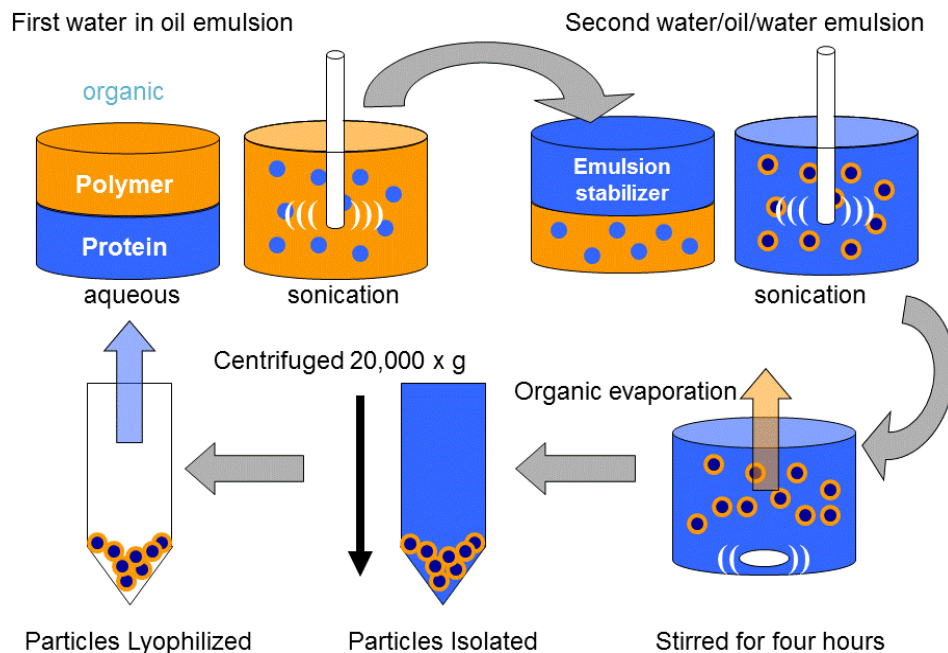 First water in oil emulsion
Second water/oil/water emulsion
organic
Polymer
Protein
aqueous
sonication
Emulsion
stabilizer
sonication
Centrifuged 20,000 x g
Organic evaporation
Particles Lyophilized
Particles Isolated
Stirred for four hours